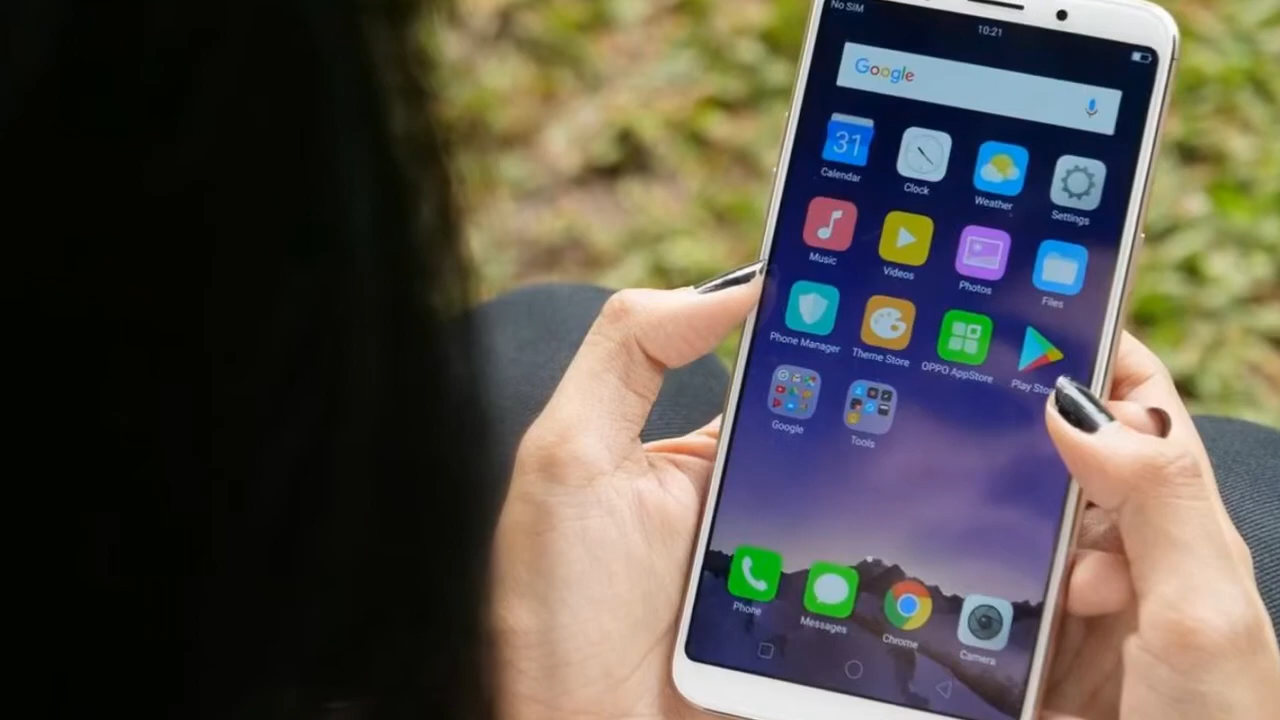 No SIM
10:21
Google
31
Calendar
Clock
Weather
Settings
Music
Videos
Photos
Files
Phone Manager
Theme Store
OPPO AppStore
Play Sto
Google
Tools
Phone
Messages
Chrome
Camera